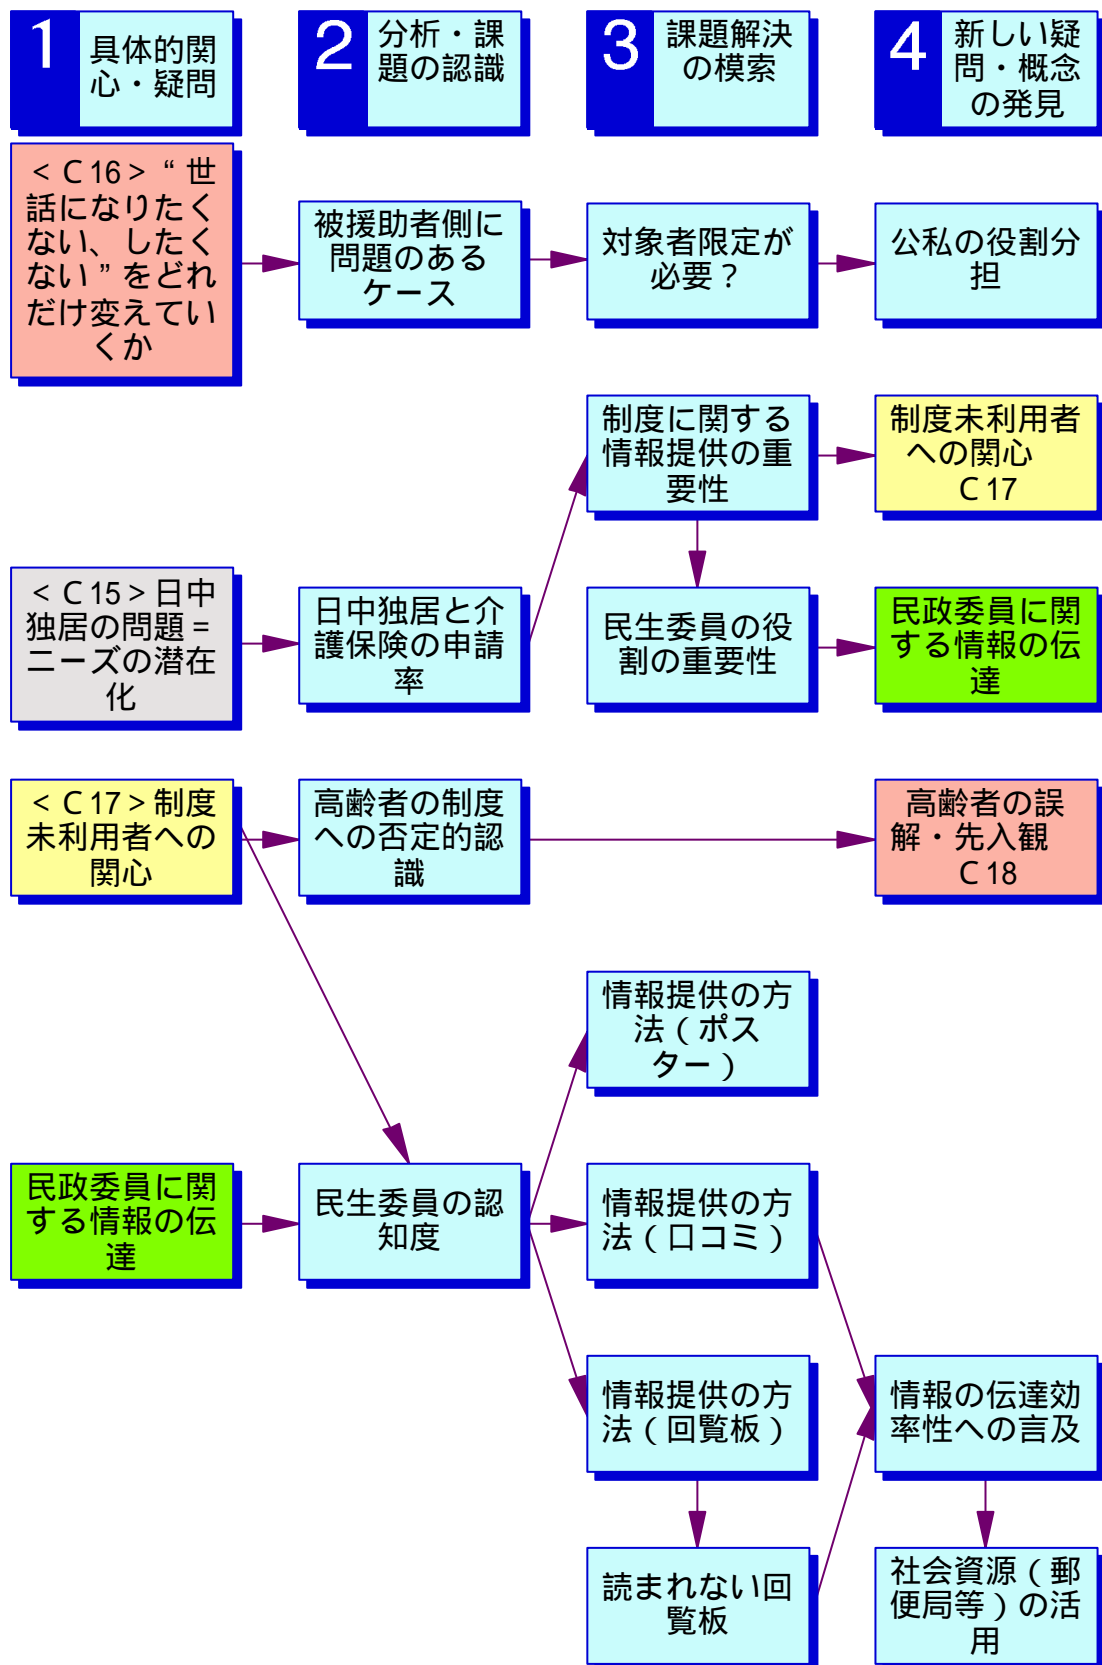 1
具体的関
心・疑問
2
分析・課
題の認識
3
課題解決
の模索
4
新しい疑
問・概念
の発見
＜Ｃ16＞“世
話になりたく
ない、したく
ない”をどれ
だけ変えてい
くか
被援助者側に
問題のある
ケース
対象者限定が
必要？
公私の役割分
担
制度に関する
情報提供の重
要性
制度未利用者
への関心
Ｃ17
＜Ｃ15＞日中
独居の問題＝
ニーズの潜在
化
日中独居と介
護保険の申請
率
民生委員の役
割の重要性
民政委員に関
する情報の伝
達
＜Ｃ17＞制度
未利用者への
関心
高齢者の制度
への否定的認
識
高齢者の誤
解・先入観
Ｃ18
情報提供の方
法（ポス
ター）
民政委員に関
する情報の伝
達
民生委員の認
知度
情報提供の方
法（口コミ）
情報提供の方
法（回覧板）
情報の伝達効
率性への言及
読まれない回
覧板
社会資源（郵
便局等）の活
用